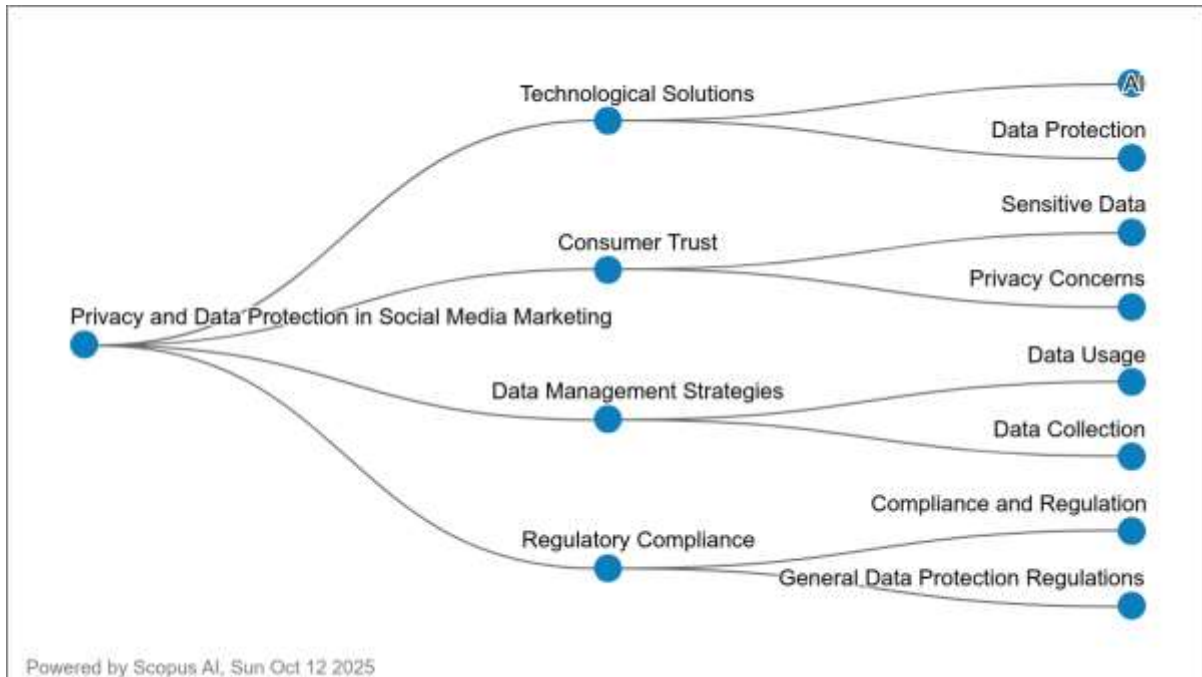 AI
Technological Solutions
Data Protection
Sensitive Data
Consumer Trust
Privacy Concerns
Privacy and Data Protection in Social Media Marketing
Data Usage
Data Management Strategies
Data Collection
Compliance and Regulation
Regulatory Compliance
General Data Protection Regulations
Powered by Scopus AI, Sun Oct 12 2025